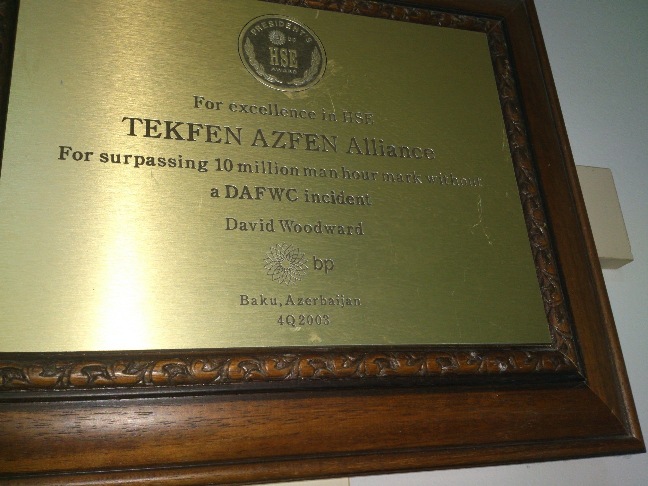 PRESIDENT'S
HSE
AWARD
For excellence in HSE
TEKFEN AZFEN Alliance
For surpassing 10 million man hour mark without
a DAFWC incident
David Woodward
bp
Baku, Azerbaijan
4Q2003